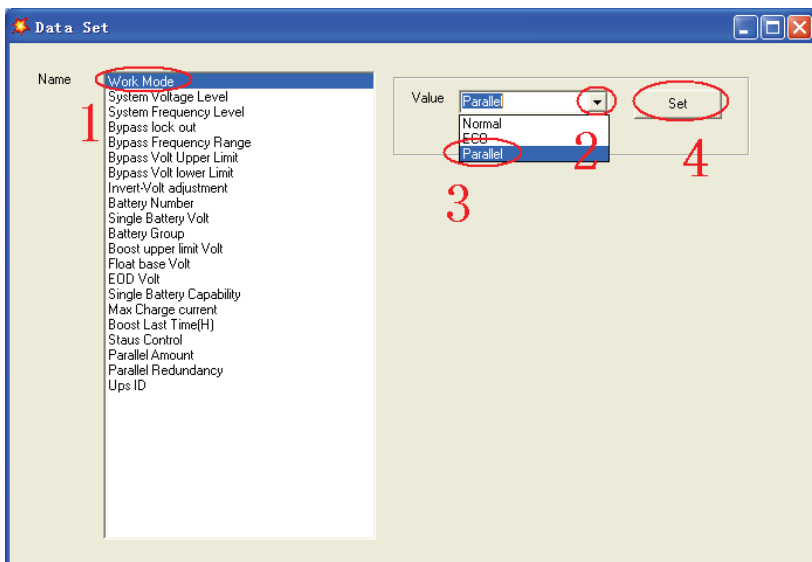 Data Set
Name
Work Mode
System Voltage Level
System Frequency Level
Bypass lock out
Bypass Frequency Range
Bypass Volt Upper Limit
Bypass Volt lower Limit
Invert-Volt adjustment
Battery Number
Single Battery Volt
Battery Group
Boost upper limit Volt
Float base Volt
EOD Volt
Single Battery Capability
Max Charge current
Boost Last Time(H)
Staus Control
Parallel Amount
Parallel Redundancy
Ups ID
1
Value
Parallel
Set
Normal
ECO
Parallel
2
3
4